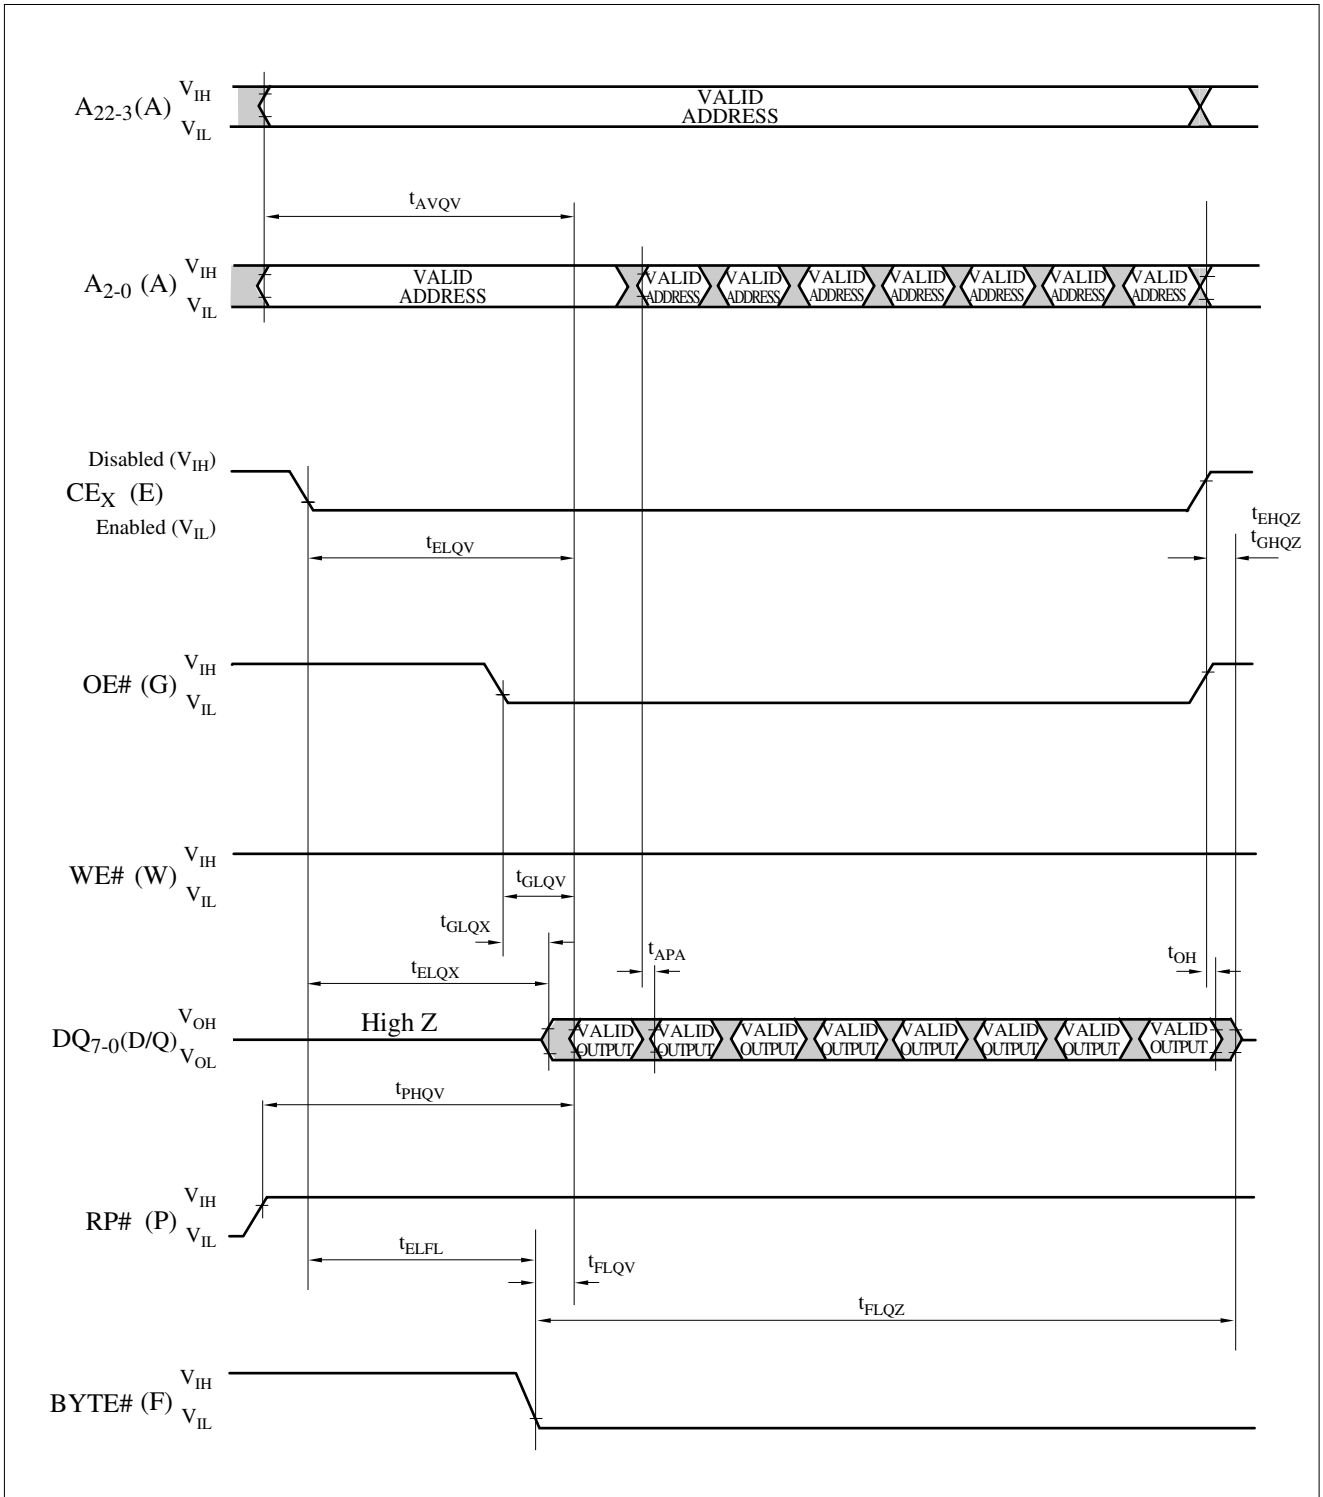 VIH
A22-3(A)
VIL
VALID
ADDRESS
tAVQV
VIH
A2-0 (A)
VIL
VALID
ADDRESS
VALID
ADDRESS
VALID
ADDRESS
VALID
ADDRESS
VALID
ADDRESS
VALID
ADDRESS
VALID
ADDRESS
VALID
ADDRESS
Disabled (VIH)
CEX (E)
Enabled (VIL)
tELQV
tEHQZ
tGHQZ
VIH
OE# (G)
VIL
VIH
WE# (W)
VIL
tGLQV
tGLQX
tAPA
tOH
tELQX
VOH
DQ7-0(D/Q)
VOL
High Z
VALID
OUTPUT
VALID
OUTPUT
VALID
OUTPUT
VALID
OUTPUT
VALID
OUTPUT
VALID
OUTPUT
VALID
OUTPUT
VALID
OUTPUT
tPHQV
VIH
RP# (P)
VIL
tELFL
tFLQV
tFLQZ
VIH
BYTE# (F)
VIL